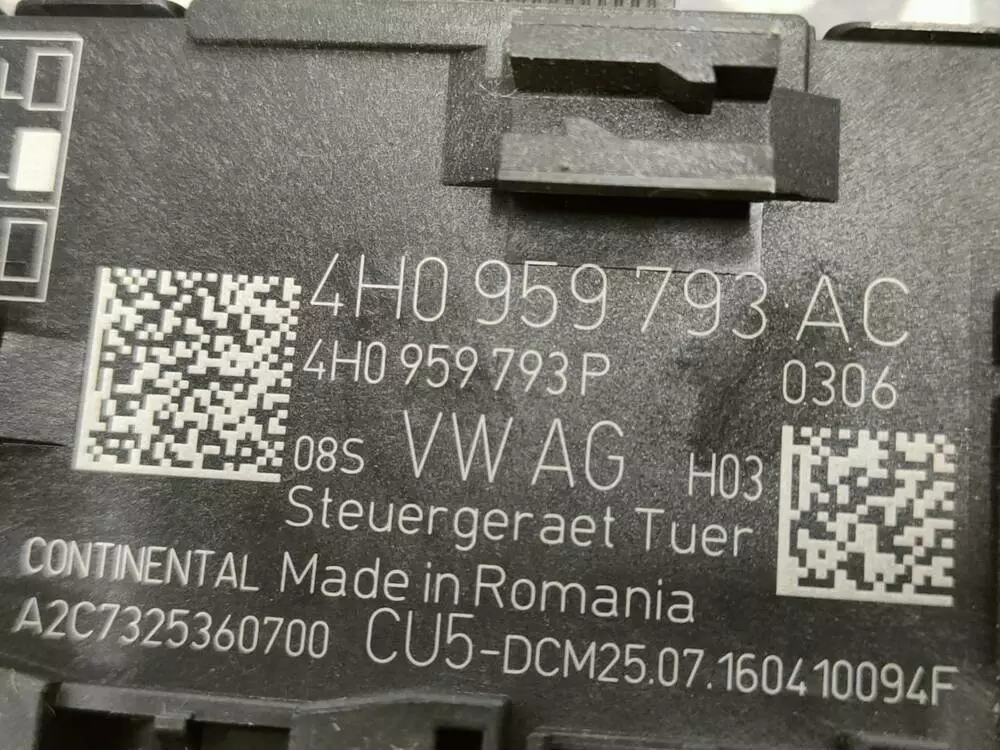 4H0 959 793 AC
4H0 959 793 P 0306
08S VW AG H03
Steuergeraet Tuer
CONTINENTAL Made in Romania
A2C7325360700 CU5-DCM25.07.160410094F